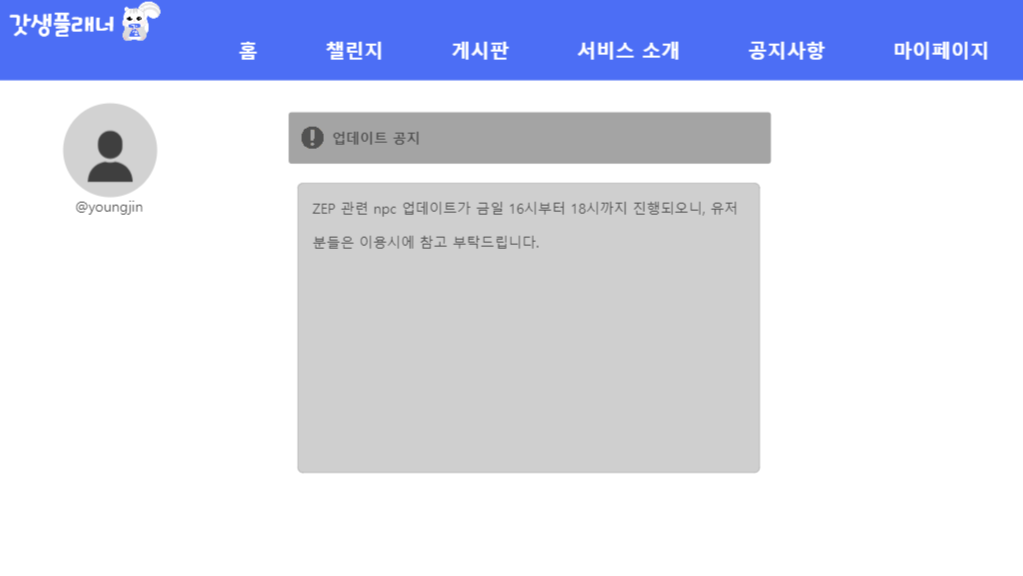 갓생플래너
홈 챌린지 게시판 서비스 소개 공지사항 마이페이지
@youngjin
업데이트 공지
ZEP 관련 npc 업데이트가 금일 16시부터 18시까지 진행되오니, 유저
분들은 이용시에 참고 부탁드립니다.